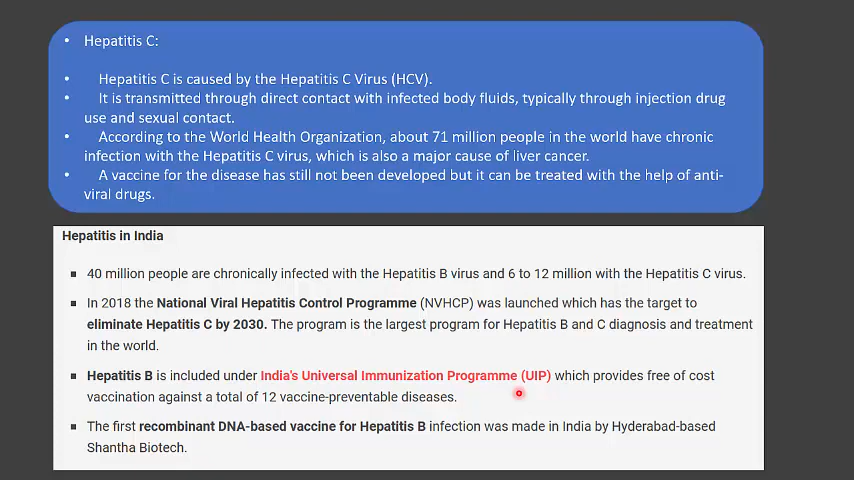 • Hepatitis C:
• Hepatitis C is caused by the Hepatitis C Virus (HCV).
• It is transmitted through direct contact with infected body fluids, typically through injection drug
use and sexual contact.
• According to the World Health Organization, about 71 million people in the world have chronic
infection with the Hepatitis C virus, which is also a major cause of liver cancer.
• A vaccine for the disease has still not been developed but it can be treated with the help of anti-
viral drugs.
Hepatitis in India
▪ 40 million people are chronically infected with the Hepatitis B virus and 6 to 12 million with the Hepatitis C virus.
▪ In 2018 the National Viral Hepatitis Control Programme (NVHCP) was launched which has the target to
eliminate Hepatitis C by 2030. The program is the largest program for Hepatitis B and C diagnosis and treatment
in the world.
▪ Hepatitis B is included under India's Universal Immunization Programme (UIP) which provides free of cost
vaccination against a total of 12 vaccine-preventable diseases.
▪ The first recombinant DNA-based vaccine for Hepatitis B infection was made in India by Hyderabad-based
Shantha Biotech.